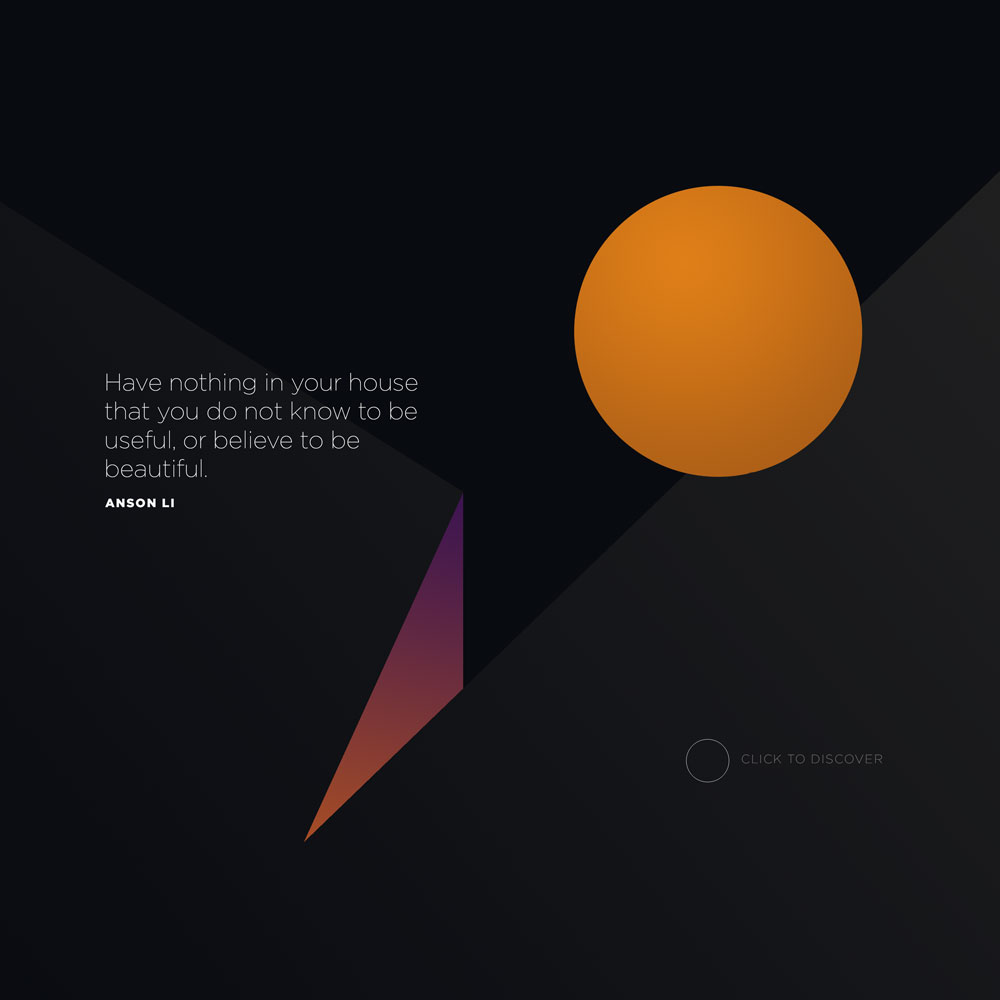 Have nothing in your house
that you do not know to be
useful, or believe to be
beautiful.
ANSON LI
CLICK TO DISCOVER